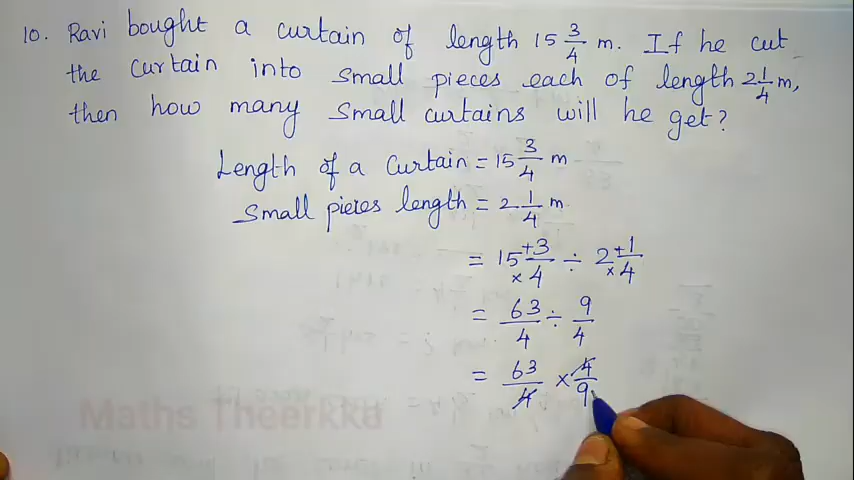 10. Ravi bought a curtain of length 15 3/4 m. If he cut
the curtain into small pieces each of length 2 1/4 m,
then how many small curtains will he get?
Length of a curtain = 15 3/4 m
Small pieces length = 2 1/4 m
= 15 +3/×4 ÷ 2 +1/×4
= 63/4 ÷ 9/4
= 63/4 × 4/9
Maths Theerkka